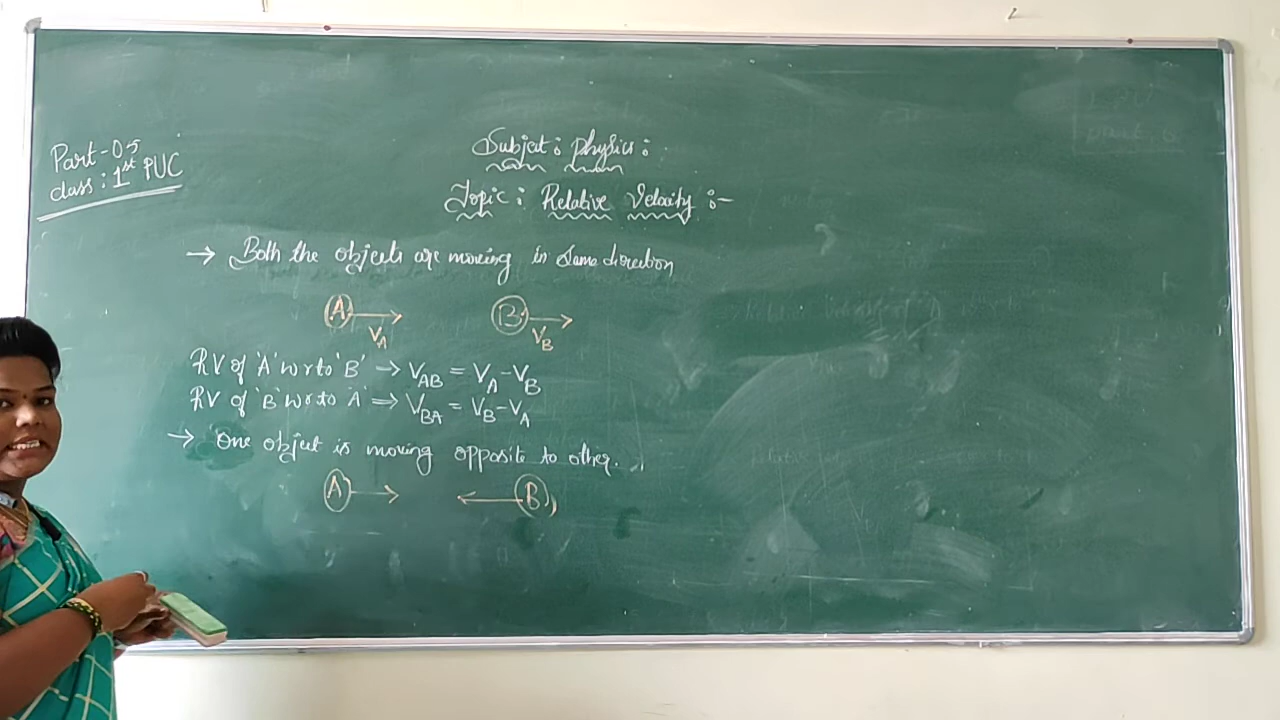 Part-05
class: 1st PUC
Subject: Physics:
Topic: Relative Velocity :-
→ Both the objects are moving in Same direction
A → B →
V_A V_B
RV of 'A' w r to 'B' → V_AB = V_A - V_B
RV of 'B' w r to 'A' ⇒ V_BA = V_B - V_A
→ One object is moving opposite to other.
A → ← B